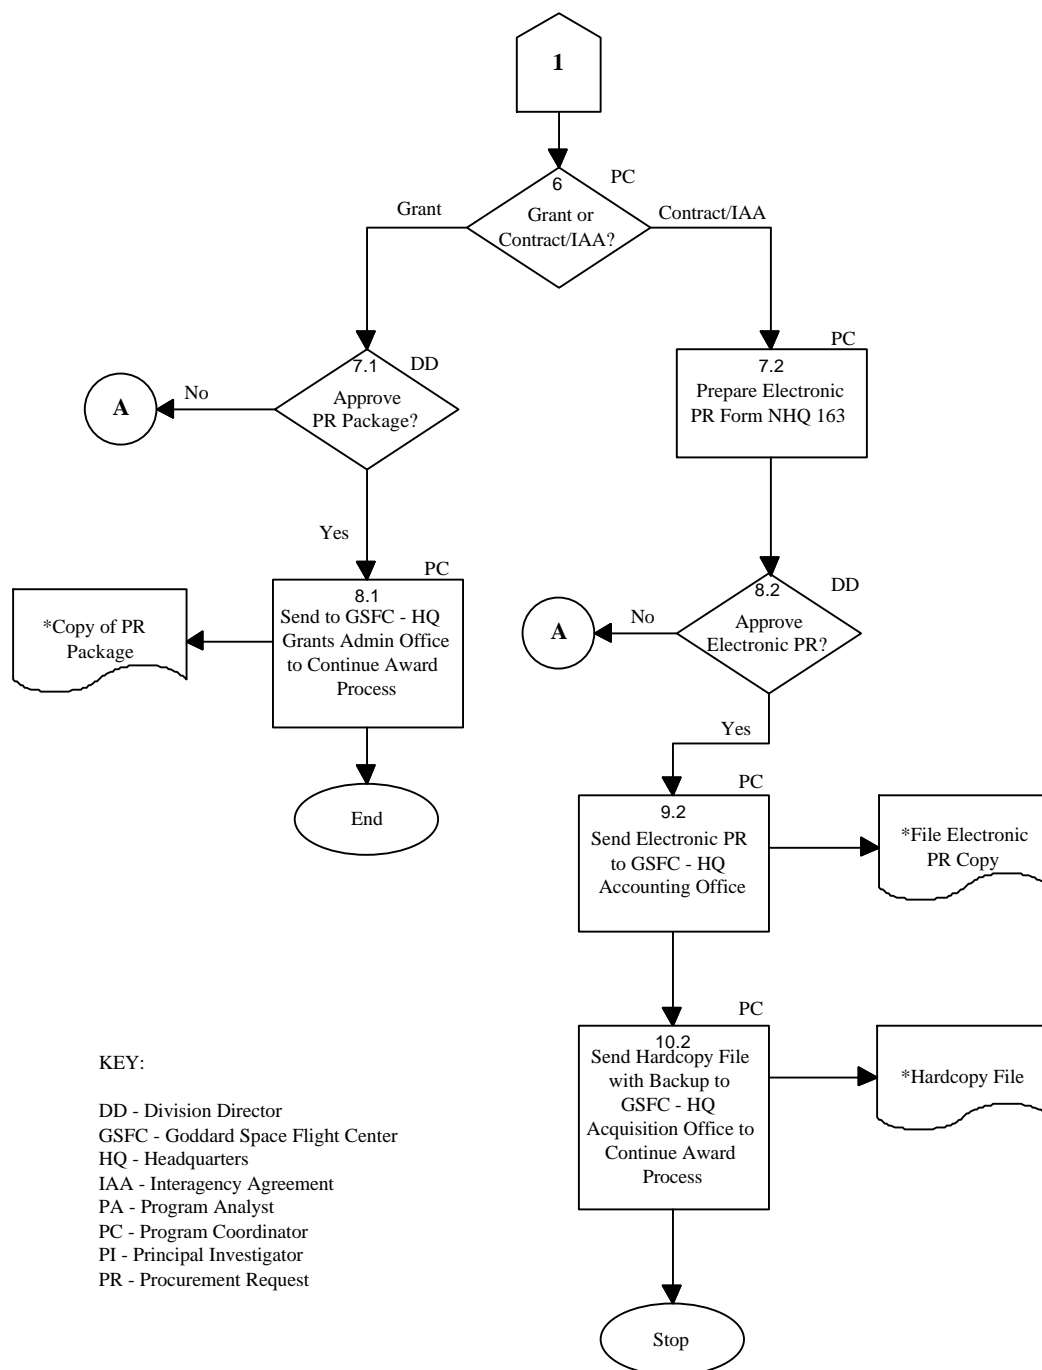 1
6
PC
Grant or
Contract/IAA?
Grant
Contract/IAA
7.1
DD
Approve
PR Package?
No
A
Yes
PC
7.2
Prepare Electronic
PR Form NHQ 163
PC
8.1
Send to GSFC - HQ
Grants Admin Office
to Continue Award
Process
*Copy of PR
Package
End
8.2
DD
Approve
Electronic PR?
No
A
Yes
PC
9.2
Send Electronic PR
to GSFC - HQ
Accounting Office
*File Electronic
PR Copy
PC
10.2
Send Hardcopy File
with Backup to
GSFC - HQ
Acquisition Office to
Continue Award
Process
*Hardcopy File
Stop
KEY:
DD - Division Director
GSFC - Goddard Space Flight Center
HQ - Headquarters
IAA - Interagency Agreement
PA - Program Analyst
PC - Program Coordinator
PI - Principal Investigator
PR - Procurement Request